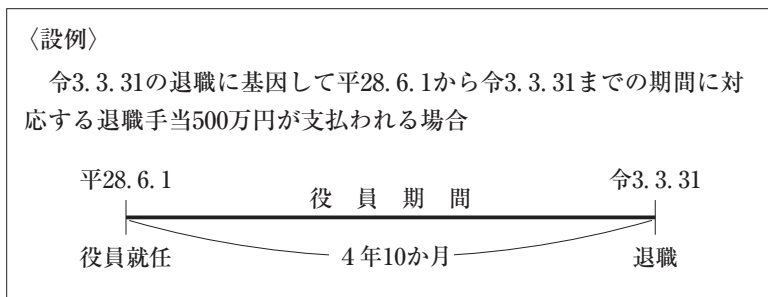 〈設例〉
令3.3.31の退職に基因して平28.6.1から令3.3.31までの期間に対
応する退職手当500万円が支払われる場合
平28.6.1
令3.3.31
役員期間
役員就任
4年10か月
退職